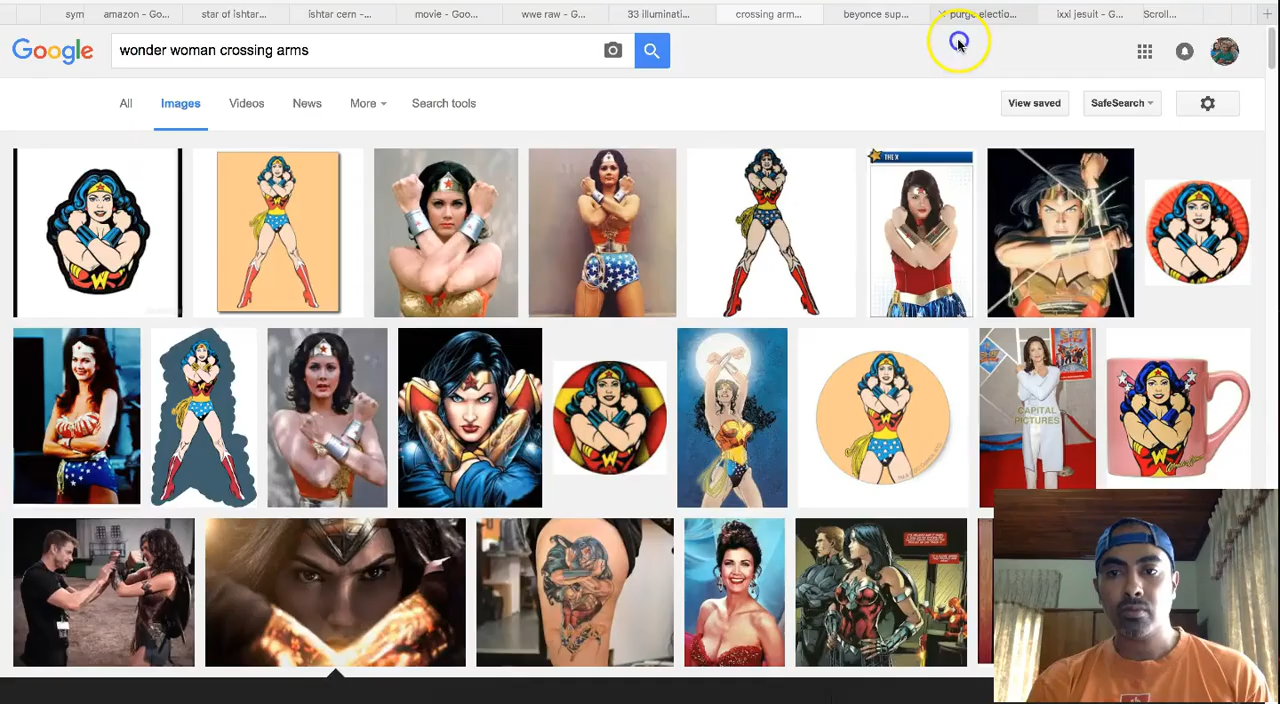 sym
amazon - Go...
star of ishtar...
ishtar cern -...
movie - Goo...
wwe raw - G...
33 illuminati...
crossing arm...
beyonce sup...
purge electio...
ixxi jesuit - G...
Scroll...
Google
wonder woman crossing arms
All
Images
Videos
News
More
Search tools
View saved
SafeSearch
THE X
CAPITAL
PICTURES